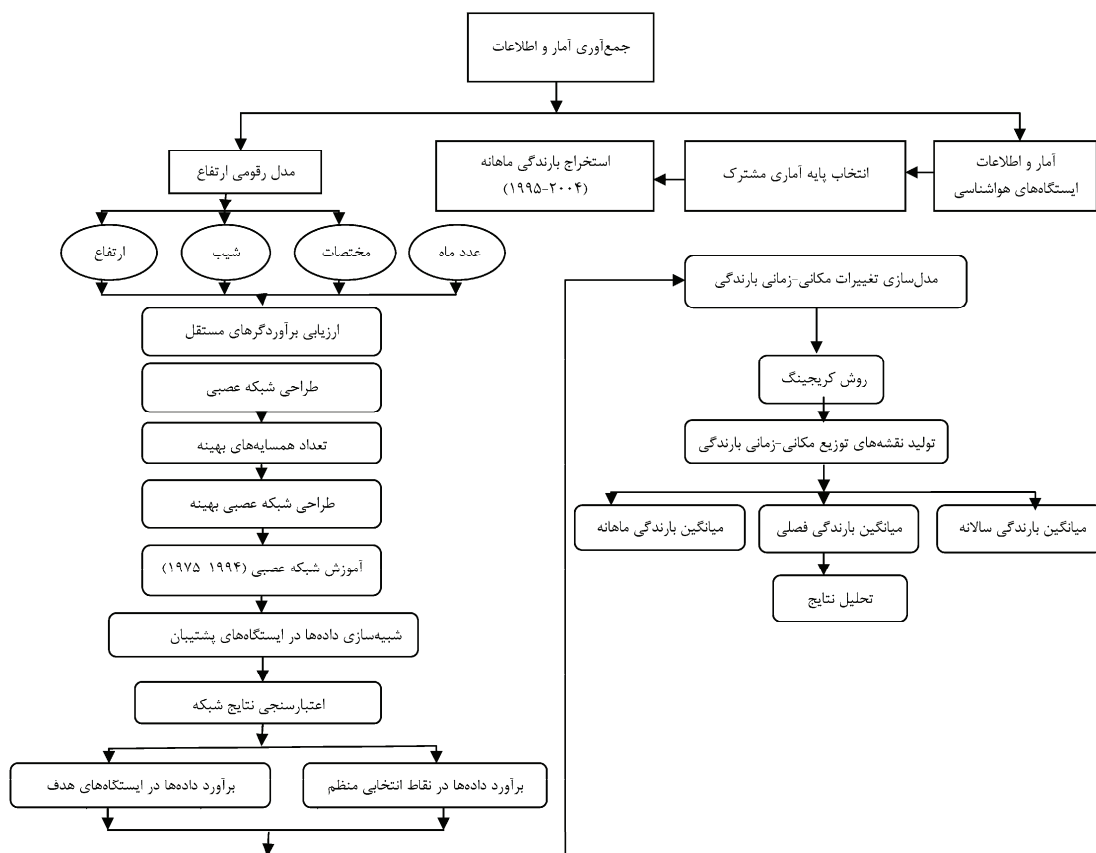 جمع‌آوری آمار و اطلاعات
آمار و اطلاعات
ایستگاه‌های هواشناسی
انتخاب پایه آماری مشترک
استخراج بارندگی ماهانه
(۱۹۹۵-۲۰۰۴)
مدل رقومی ارتفاع
عدد ماه
مختصات
شیب
ارتفاع
ارزیابی برآوردگرهای مستقل
طراحی شبکه عصبی
تعداد همسایه‌های بهینه
طراحی شبکه عصبی بهینه
آموزش شبکه عصبی (۱۹۹۴ ۱۹۷۵)
شبیه‌سازی داده‌ها در ایستگاه‌های پشتیبان
اعتبارسنجی نتایج شبکه
برآورد داده‌ها در نقاط انتخابی منظم
برآورد داده‌ها در ایستگاه‌های هدف
مدل‌سازی تغییرات مکانی-زمانی بارندگی
روش کریجینگ
تولید نقشه‌های توزیع مکانی-زمانی بارندگی
میانگین بارندگی سالانه
میانگین بارندگی فصلی
میانگین بارندگی ماهانه
تحلیل نتایج